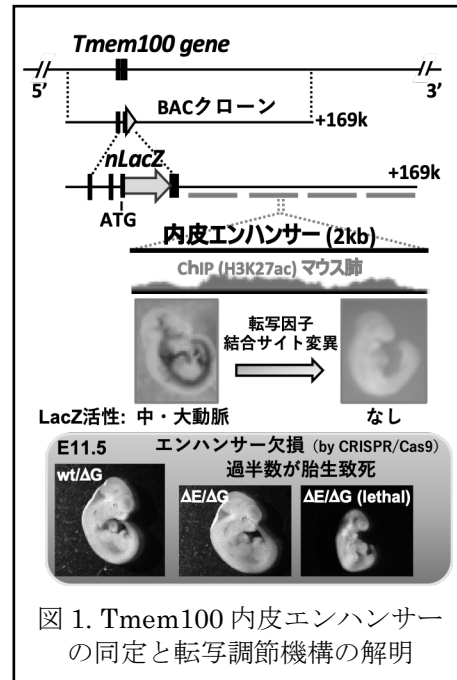 Tmem100 gene
5’ 3’
BACクローン
+169k
nLacZ
+169k
ATG
内皮エンハンサー (2kb)
ChIP (H3K27ac) マウス肺
転写因子
結合サイト変異
LacZ活性: 中・大動脈 なし
E11.5 エンハンサー欠損 (by CRISPR/Cas9)
過半数が胎生致死
wt/ΔG
ΔE/ΔG
ΔE/ΔG (lethal)
図 1. Tmem100 内皮エンハンサー
の同定と転写調節機構の解明